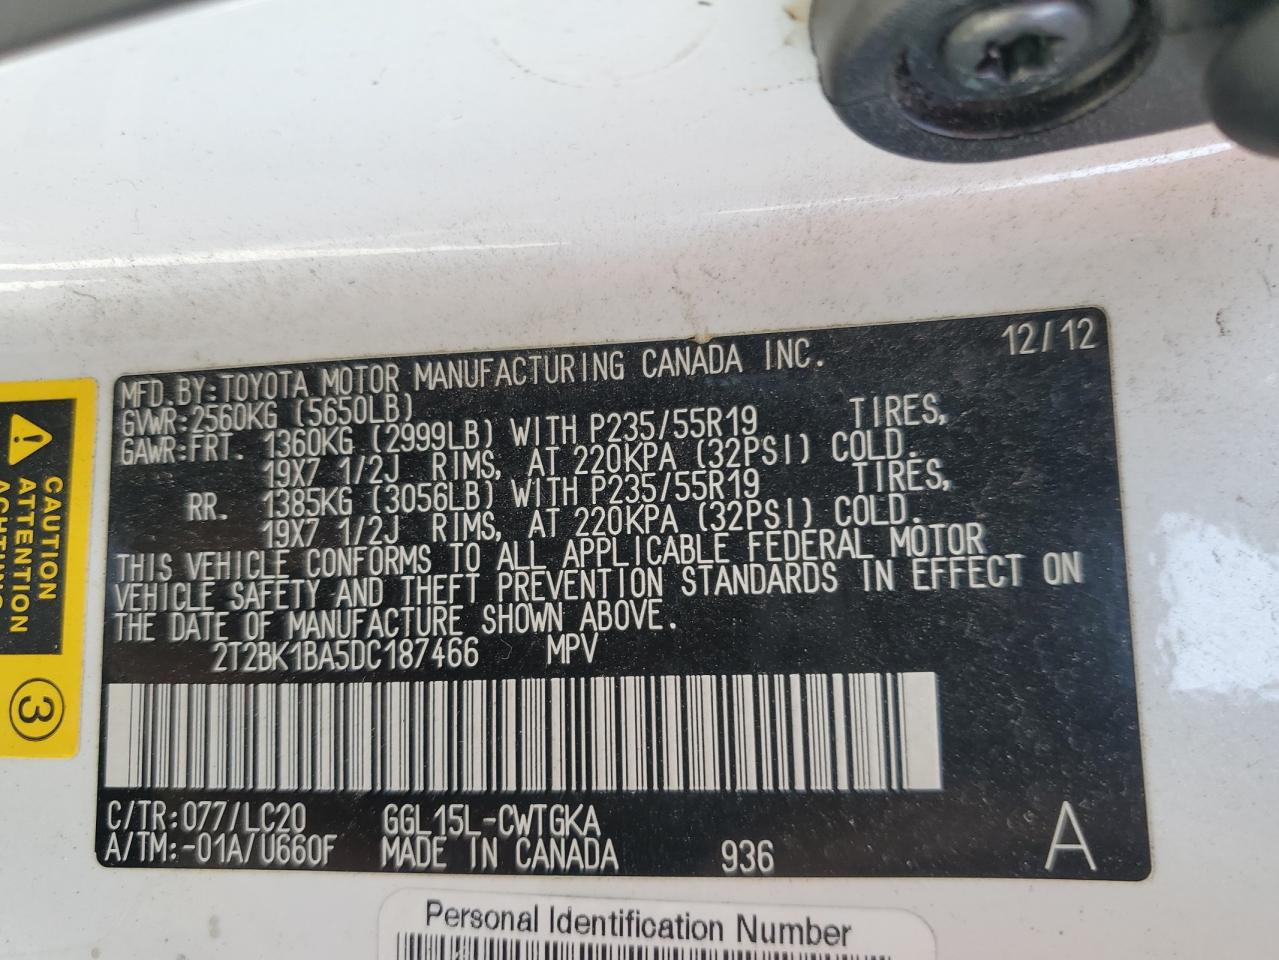 MFD.BY:TOYOTA MOTOR MANUFACTURING CANADA INC. 12/12
GVWR:2560KG (5650LB)
GAWR:FRT. 1360KG (2999LB) WITH P235/55R19 TIRES,
19X7 1/2J RIMS, AT 220KPA (32PSI) COLD.
RR. 1385KG (3056LB) WITH P235/55R19 TIRES,
19X7 1/2J RIMS, AT 220KPA (32PSI) COLD.
THIS VEHICLE CONFORMS TO ALL APPLICABLE FEDERAL MOTOR
VEHICLE SAFETY AND THEFT PREVENTION STANDARDS IN EFFECT ON
THE DATE OF MANUFACTURE SHOWN ABOVE.
2T2BK1BA5DC187466 MPV
C/TR:077/LC20 GGL15L-CWTGKA
A/TM:-01A/U660F MADE IN CANADA 936 A
CAUTION
ATTENTION
3
Personal Identification Number